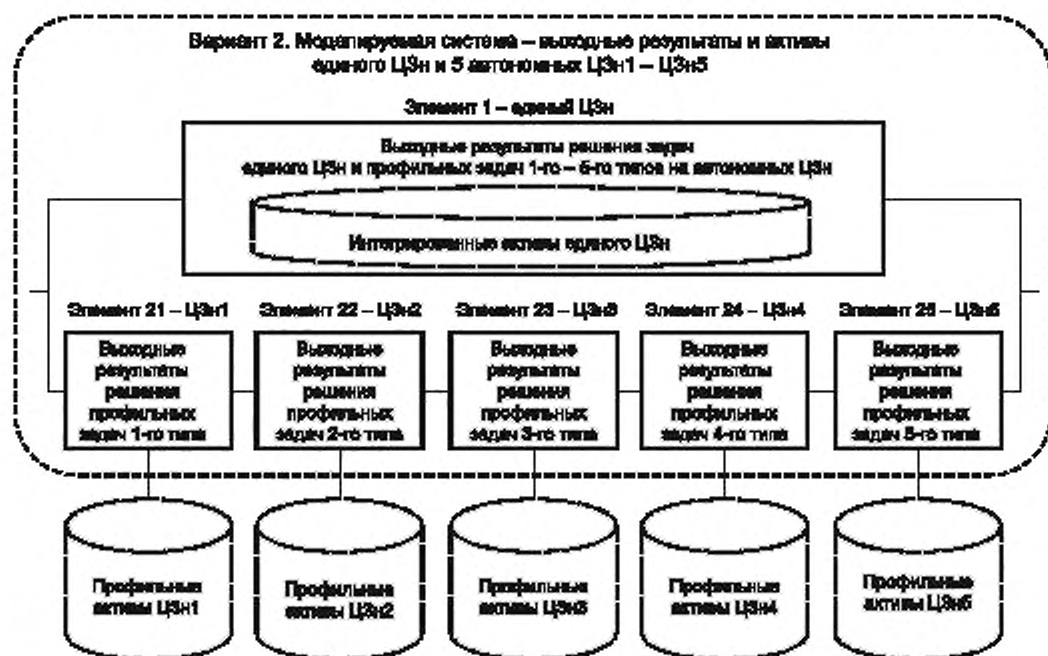 Вариант 2. Моделируемая система – выходные результаты и активы
единого ЦЗн и 5 автономных ЦЗн1 – ЦЗн5
Элемент 1 – единый ЦЗн
Выходные результаты решения задач
единого ЦЗн и профильных задач 1-го – 5-го типов на автономных ЦЗн
Интегрированные активы единого ЦЗн
Элемент 21 – ЦЗн1
Элемент 22 – ЦЗн2
Элемент 23 – ЦЗн3
Элемент 24 – ЦЗн4
Элемент 25 – ЦЗн5
Выходные
результаты
решения
профильных
задач 1-го типа
Выходные
результаты
решения
профильных
задач 2-го типа
Выходные
результаты
решения
профильных
задач 3-го типа
Выходные
результаты
решения
профильных
задач 4-го типа
Выходные
результаты
решения
профильных
задач 5-го типа
Профильные
активы ЦЗн1
Профильные
активы ЦЗн2
Профильные
активы ЦЗн3
Профильные
активы ЦЗн4
Профильные
активы ЦЗн5